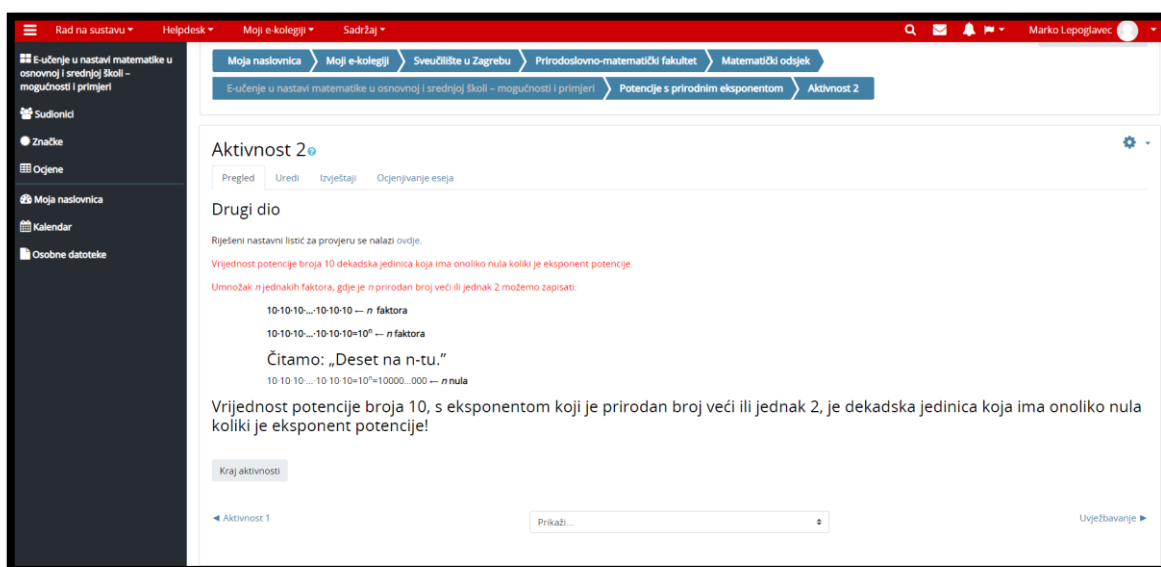 Rad na sustavu Helpdesk Moji e-kolegiji Sadržaj Marko Lepoglavec
E-učenje u nastavi matematike u
osnovnoj i srednjoj školi –
mogućnosti i primjeri
Sudionici
Značke
Ocjene
Moja naslovnica
Kalendar
Osobne datoteke
Moja naslovnica Moji e-kolegiji Sveučilište u Zagrebu Prirodoslovno-matematički fakultet Matematički odsjek
E-učenje u nastavi matematike u osnovnoj i srednjoj školi – mogućnosti i primjeri Potencije s prirodnim eksponentom Aktivnost 2
Aktivnost 2
Pregled Uredi Izvještaji Ocjenjivanje eseja
Drugi dio
Riješeni nastavni listić za provjeru se nalazi ovdje.
Vrijednost potencije broja 10 dekadska jedinica koja ima onoliko nula koliki je eksponent potencije.
Umnožak n jednakih faktora, gdje je n prirodan broj veći ili jednak 2 možemo zapisati:
10·10·10·...·10·10·10 ← n faktora
10·10·10·...·10·10·10=10ⁿ ← n faktora
Čitamo: „Deset na n-tu.”
10·10·10·...·10·10·10=10ⁿ=10000...000 ← n nula
Vrijednost potencije broja 10, s eksponentom koji je prirodan broj veći ili jednak 2, je dekadska jedinica koja ima onoliko nula
koliki je eksponent potencije!
Kraj aktivnosti
◄ Aktivnost 1
Prikaži...
Uvježbavanje ►